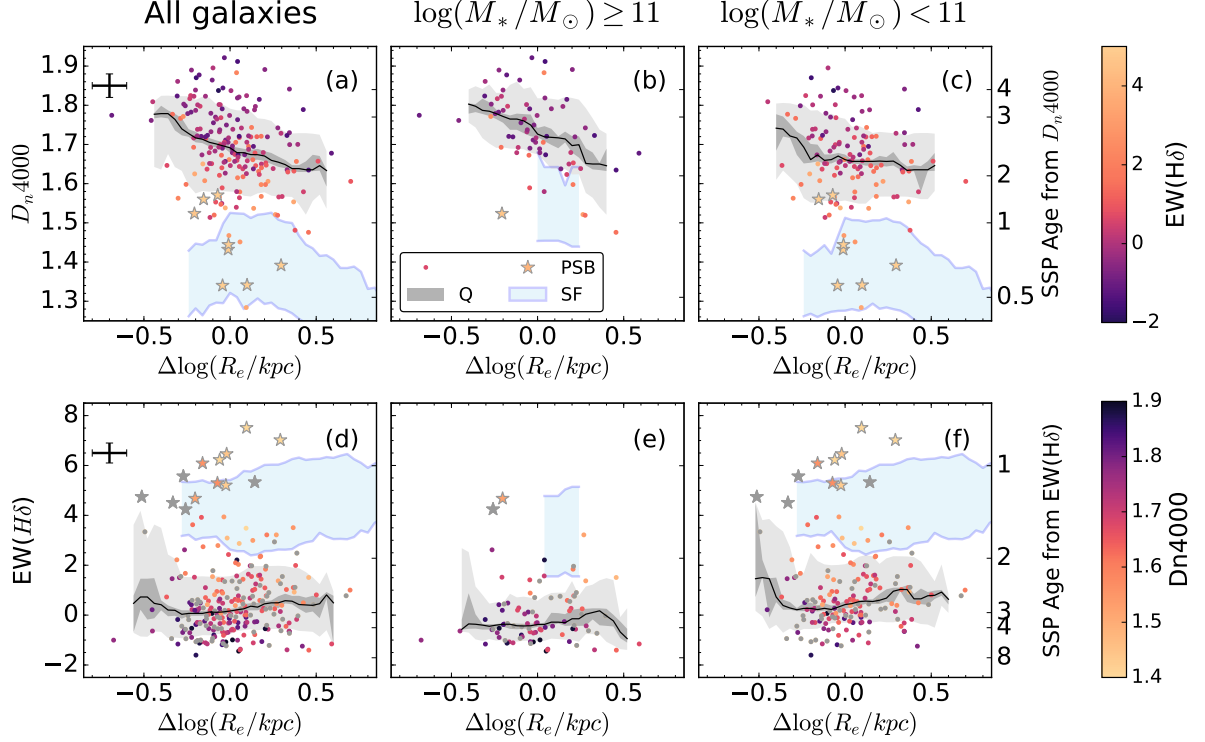 All galaxies
log(M*/M⊙) ≥ 11
log(M*/M⊙) < 11
(a)
(b)
(c)
1.9
1.8
1.7
1.6
1.5
1.4
1.3
Dn4000
4
3
2
1
0.5
SSP Age from Dn4000
4
2
0
−2
EW(Hδ)
PSB
Q
SF
−0.5 0.0 0.5
−0.5 0.0 0.5
−0.5 0.0 0.5
Δlog(Re/kpc)
Δlog(Re/kpc)
Δlog(Re/kpc)
(d)
(e)
(f)
8
6
4
2
0
−2
EW(Hδ)
1
2
3
4
8
SSP Age from EW(Hδ)
1.9
1.8
1.7
1.6
1.5
1.4
Dn4000
−0.5 0.0 0.5
−0.5 0.0 0.5
−0.5 0.0 0.5
Δlog(Re/kpc)
Δlog(Re/kpc)
Δlog(Re/kpc)